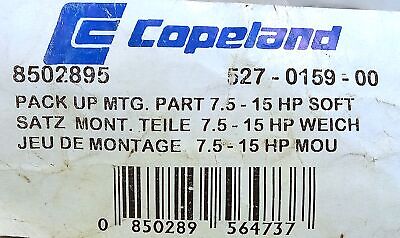 Copeland
8502895 527-0159-00
PACK UP MTG. PART 7.5 - 15 HP SOFT
SATZ MONT. TEILE 7.5 - 15 HP WEICH
JEU DE MONTAGE 7.5 - 15 HP MOU
0 850289 564737